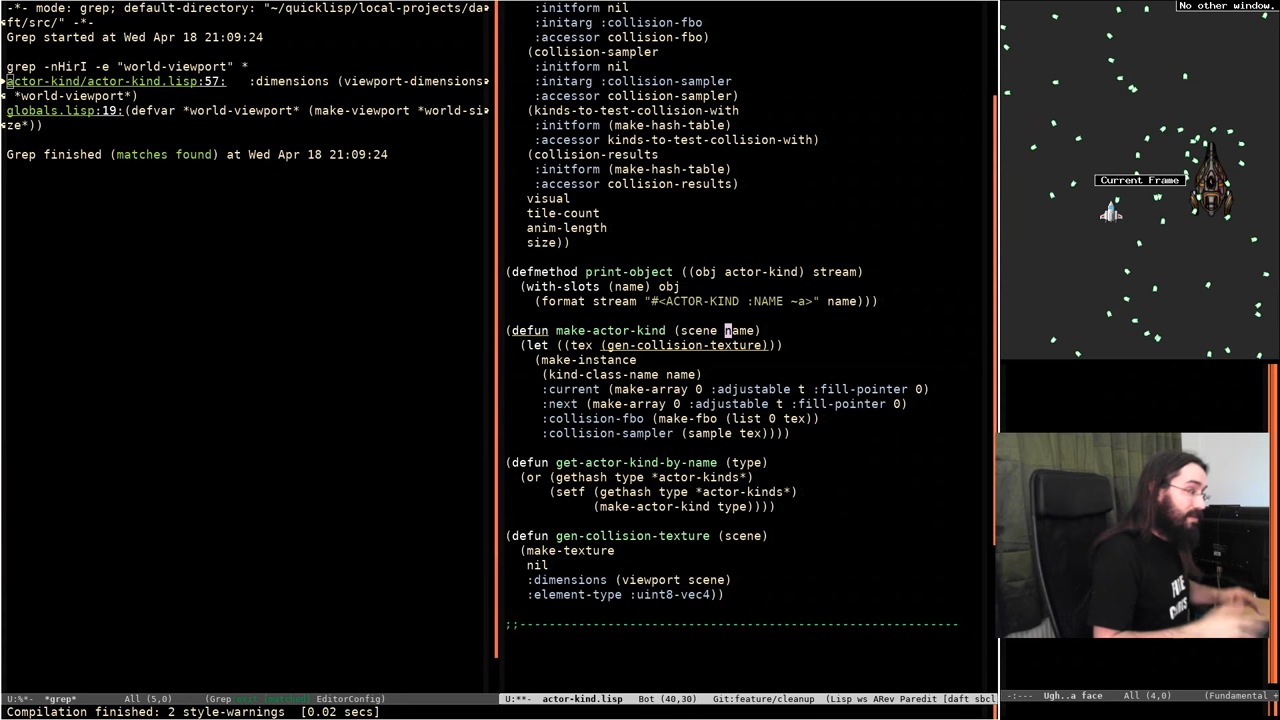 -*- mode: grep; default-directory: "~/quicklisp/local-projects/da
ft/src/" -*-
Grep started at Wed Apr 18 21:09:24
grep -nHirI -e "world-viewport" *
actor-kind/actor-kind.lisp:57:   :dimensions (viewport-dimensions
*world-viewport*)
globals.lisp:19:(defvar *world-viewport* (make-viewport *world-si
ze*))
Grep finished (matches found) at Wed Apr 18 21:09:24
U:%*-  *grep*  All (5,0)  (Grep:exit [matched] EditorConfig)
Compilation finished: 2 style-warnings  [0.02 secs]
:initform nil
:initarg :collision-fbo
:accessor collision-fbo)
(collision-sampler
:initform nil
:initarg :collision-sampler
:accessor collision-sampler)
(kinds-to-test-collision-with
:initform (make-hash-table)
:accessor kinds-to-test-collision-with)
(collision-results
:initform (make-hash-table)
:accessor collision-results)
visual
tile-count
anim-length
size))
(defmethod print-object ((obj actor-kind) stream)
(with-slots (name) obj
(format stream "#<ACTOR-KIND :NAME ~a>" name)))
(defun make-actor-kind (scene name)
(let ((tex (gen-collision-texture)))
(make-instance
(kind-class-name name)
:current (make-array 0 :adjustable t :fill-pointer 0)
:next (make-array 0 :adjustable t :fill-pointer 0)
:collision-fbo (make-fbo (list 0 tex))
:collision-sampler (sample tex))))
(defun get-actor-kind-by-name (type)
(or (gethash type *actor-kinds*)
(setf (gethash type *actor-kinds*)
(make-actor-kind type))))
(defun gen-collision-texture (scene)
(make-texture
nil
:dimensions (viewport scene)
:element-type :uint8-vec4))
;;------------------------------------------------------------
U:**-  actor-kind.lisp  Bot (40,30)  Git:feature/cleanup  (Lisp ws ARev Paredit [daft sbcl
No other window.
Current Frame
-:---  Ugh..a face  All (4,0)  (Fundamental +